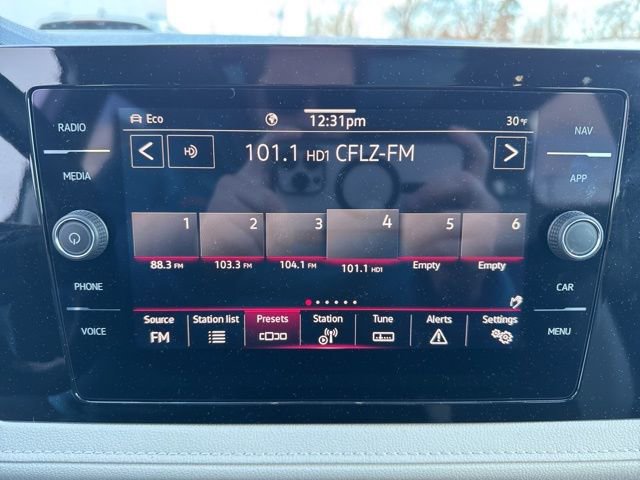 Eco 12:31pm 30°F
RADIO NAV
101.1 HD1 CFLZ-FM
MEDIA APP
1 2 3 4 5 6
88.3 FM 103.3 FM 104.1 FM 101.1 HD1 Empty Empty
PHONE CAR
Source Station list Presets Station Tune Alerts Settings
VOICE MENU
FM